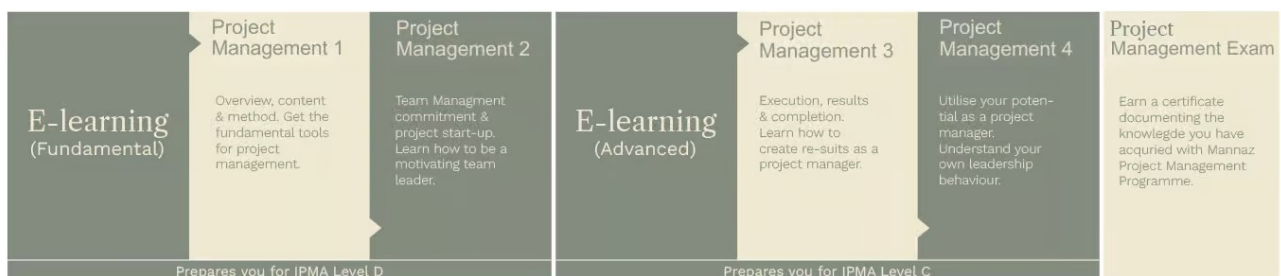 E-learning
(Fundamental)
Project
Management 1
Overview, content
& method. Get the
fundamental tools
for project
management.
Project
Management 2
Team Managment
commitment &
project start-up.
Learn how to be a
motivating team
leader.
Prepares you for IPMA Level D
E-learning
(Advanced)
Project
Management 3
Execution, results
& completion.
Learn how to
create re-suits as a
project manager.
Project
Management 4
Utilise your poten-
tial as a project
manager.
Understand your
own leadership
behaviour.
Prepares you for IPMA Level C
Project
Management Exam
Earn a certificate
documenting the
knowlegde you have
acquried with Mannaz
Project Management
Programme.